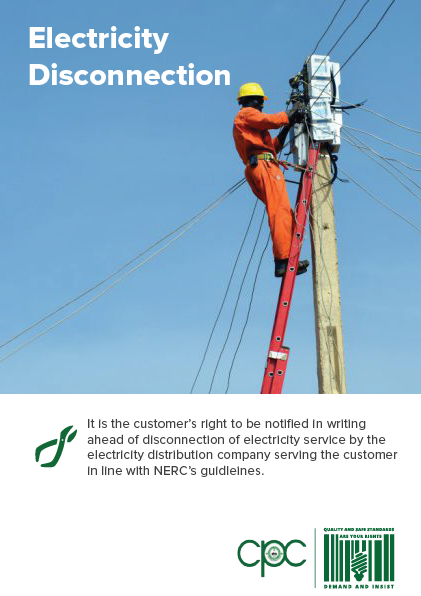 Electricity
Disconnection
It is the customer's right to be notified in writing
ahead of disconnection of electricity service by the
electricity distribution company serving the customer
in line with NERC's guidleines.
cpc
QUALITY AND SAFE STANDARDS
ARE YOUR RIGHTS
DEMAND AND INSIST